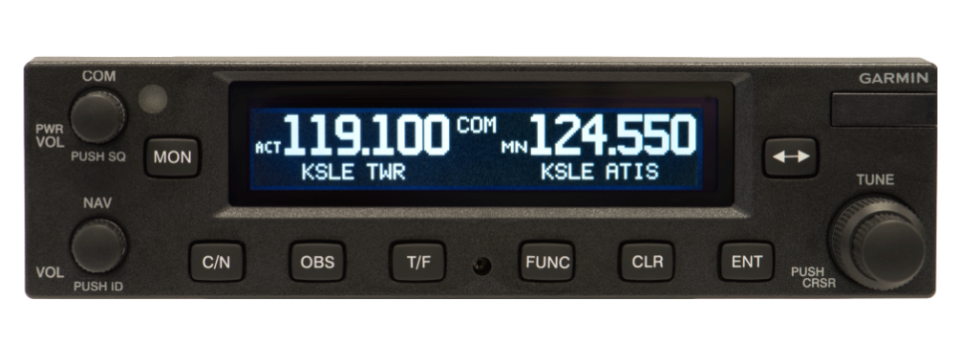 COM
GARMIN
PWR
VOL
PUSH SQ
MON
ACT 119.100 COM MN 124.550
KSLE TWR KSLE ATIS
TUNE
NAV
VOL
PUSH ID
C/N OBS T/F FUNC CLR ENT
PUSH
CRSR